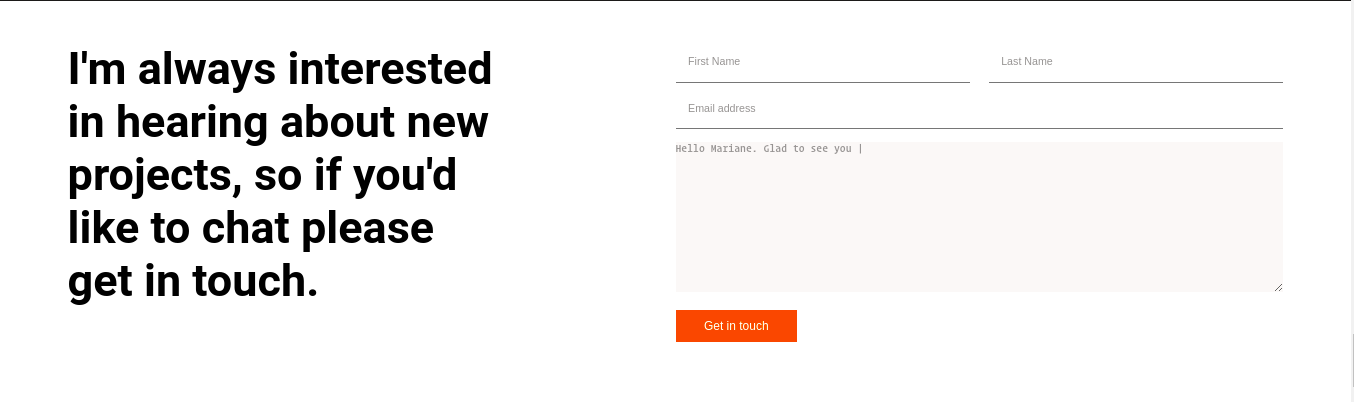 I'm always interested
in hearing about new
projects, so if you'd
like to chat please
get in touch.
First Name
Last Name
Email address
Hello Mariane. Glad to see you |
Get in touch